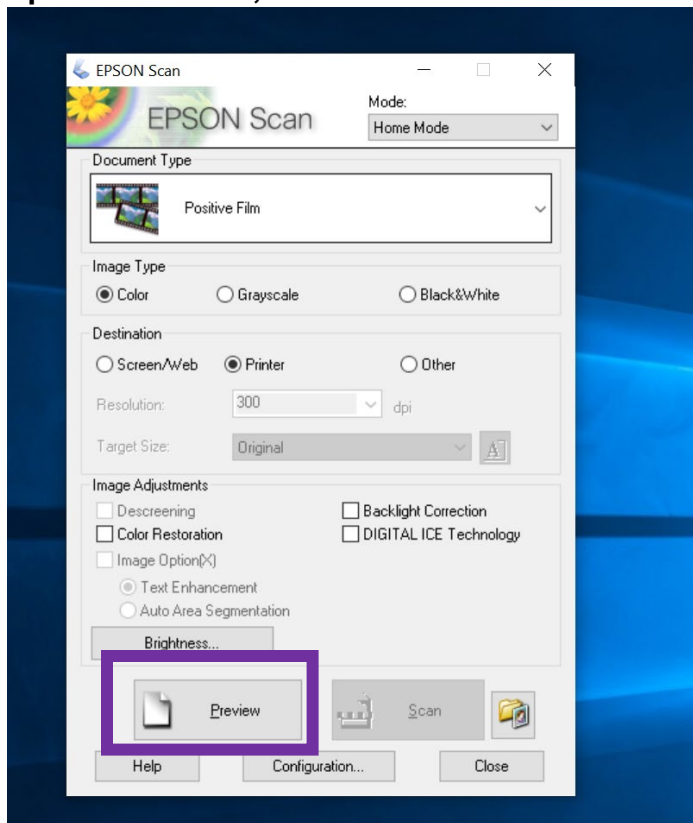 EPSON Scan
EPSON Scan
Mode:
Home Mode
Document Type
Positive Film
Image Type
Color Grayscale Black&White
Destination
Screen/Web Printer Other
Resolution: 300 dpi
Target Size: Original A
Image Adjustments
Descreening Backlight Correction
Color Restoration DIGITAL ICE Technology
Image Option(X)
Text Enhancement
Auto Area Segmentation
Brightness...
Preview Scan
Help Configuration... Close